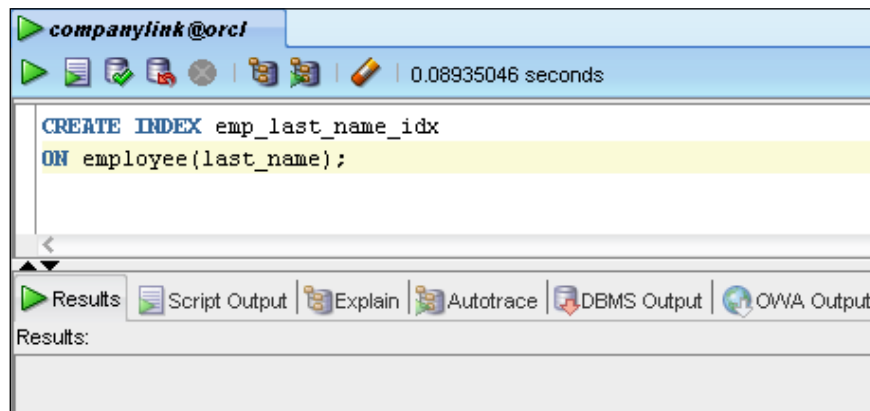 companylink@orcl
0.08935046 seconds
CREATE INDEX emp_last_name_idx
ON employee(last_name);
Results Script Output Explain Autotrace DBMS Output OWA Output
Results: